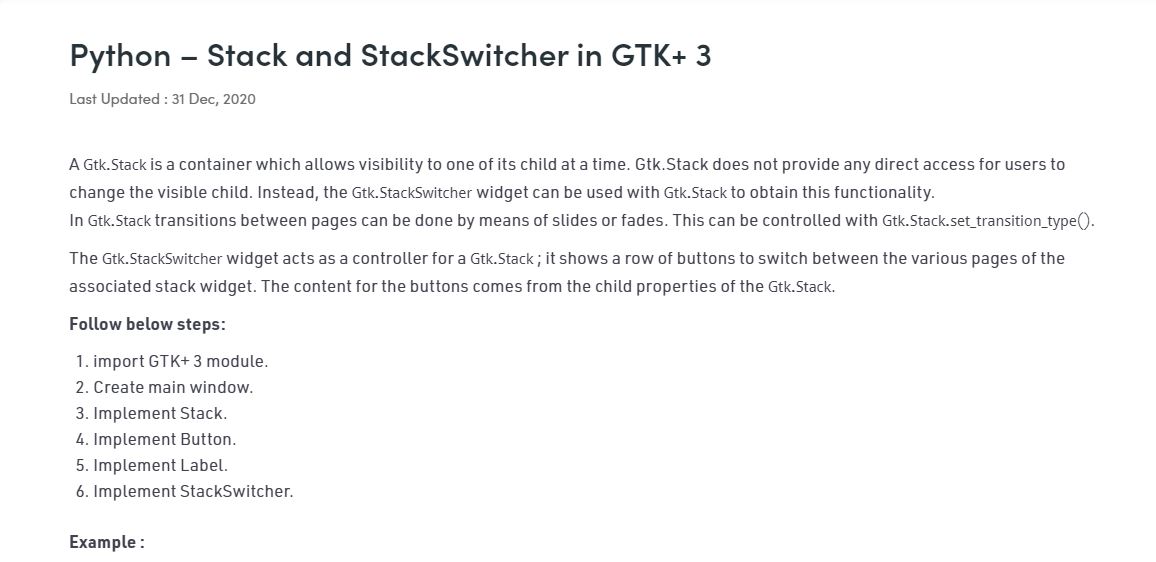 Python – Stack and StackSwitcher in GTK+ 3
Last Updated : 31 Dec, 2020
A Gtk.Stack is a container which allows visibility to one of its child at a time. Gtk.Stack does not provide any direct access for users to
change the visible child. Instead, the Gtk.StackSwitcher widget can be used with Gtk.Stack to obtain this functionality.
In Gtk.Stack transitions between pages can be done by means of slides or fades. This can be controlled with Gtk.Stack.set_transition_type().
The Gtk.StackSwitcher widget acts as a controller for a Gtk.Stack ; it shows a row of buttons to switch between the various pages of the
associated stack widget. The content for the buttons comes from the child properties of the Gtk.Stack.
Follow below steps:
1. import GTK+ 3 module.
2. Create main window.
3. Implement Stack.
4. Implement Button.
5. Implement Label.
6. Implement StackSwitcher.
Example :